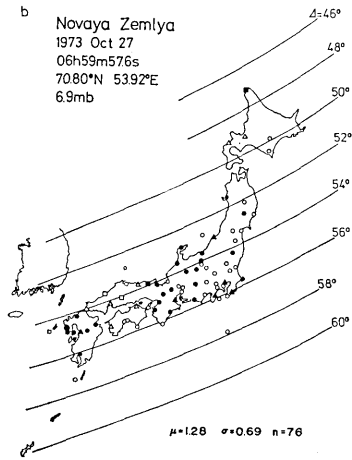 b
Novaya Zemlya
1973 Oct 27
06h59m57.6s
70.80°N 53.92°E
6.9mb
Δ=46°
48°
50°
52°
54°
56°
58°
60°
μ=1.28 σ=0.69 n=76